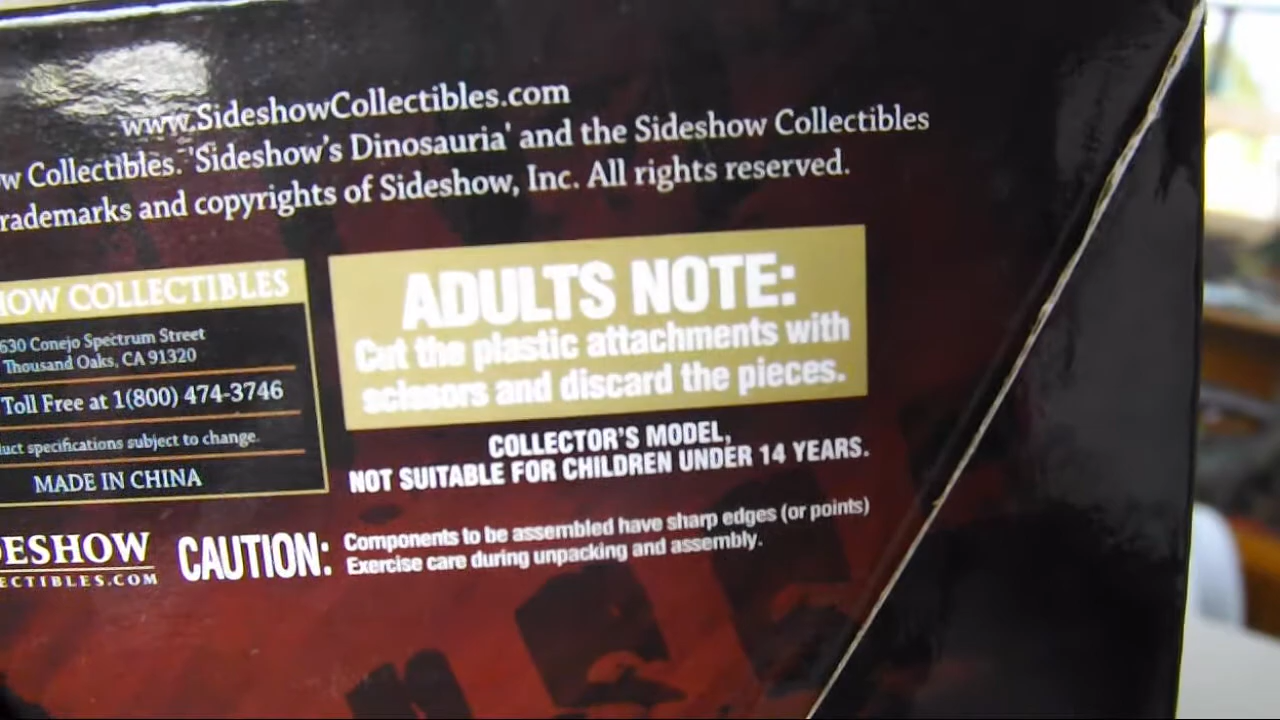 www.SideshowCollectibles.com
Collectibles. 'Sideshow's Dinosauria' and the Sideshow Collectibles
rademarks and copyrights of Sideshow, Inc. All rights reserved.
HOW COLLECTIBLES
630 Conejo Spectrum Street
Thousand Oaks, CA 91320
Toll Free at 1(800) 474-3746
uct specifications subject to change.
MADE IN CHINA
ADULTS NOTE:
Cut the plastic attachments with
scissors and discard the pieces.
COLLECTOR'S MODEL,
NOT SUITABLE FOR CHILDREN UNDER 14 YEARS.
DESHOW
ECTIBLES.COM
CAUTION:
Components to be assembled have sharp edges (or points)
Exercise care during unpacking and assembly.